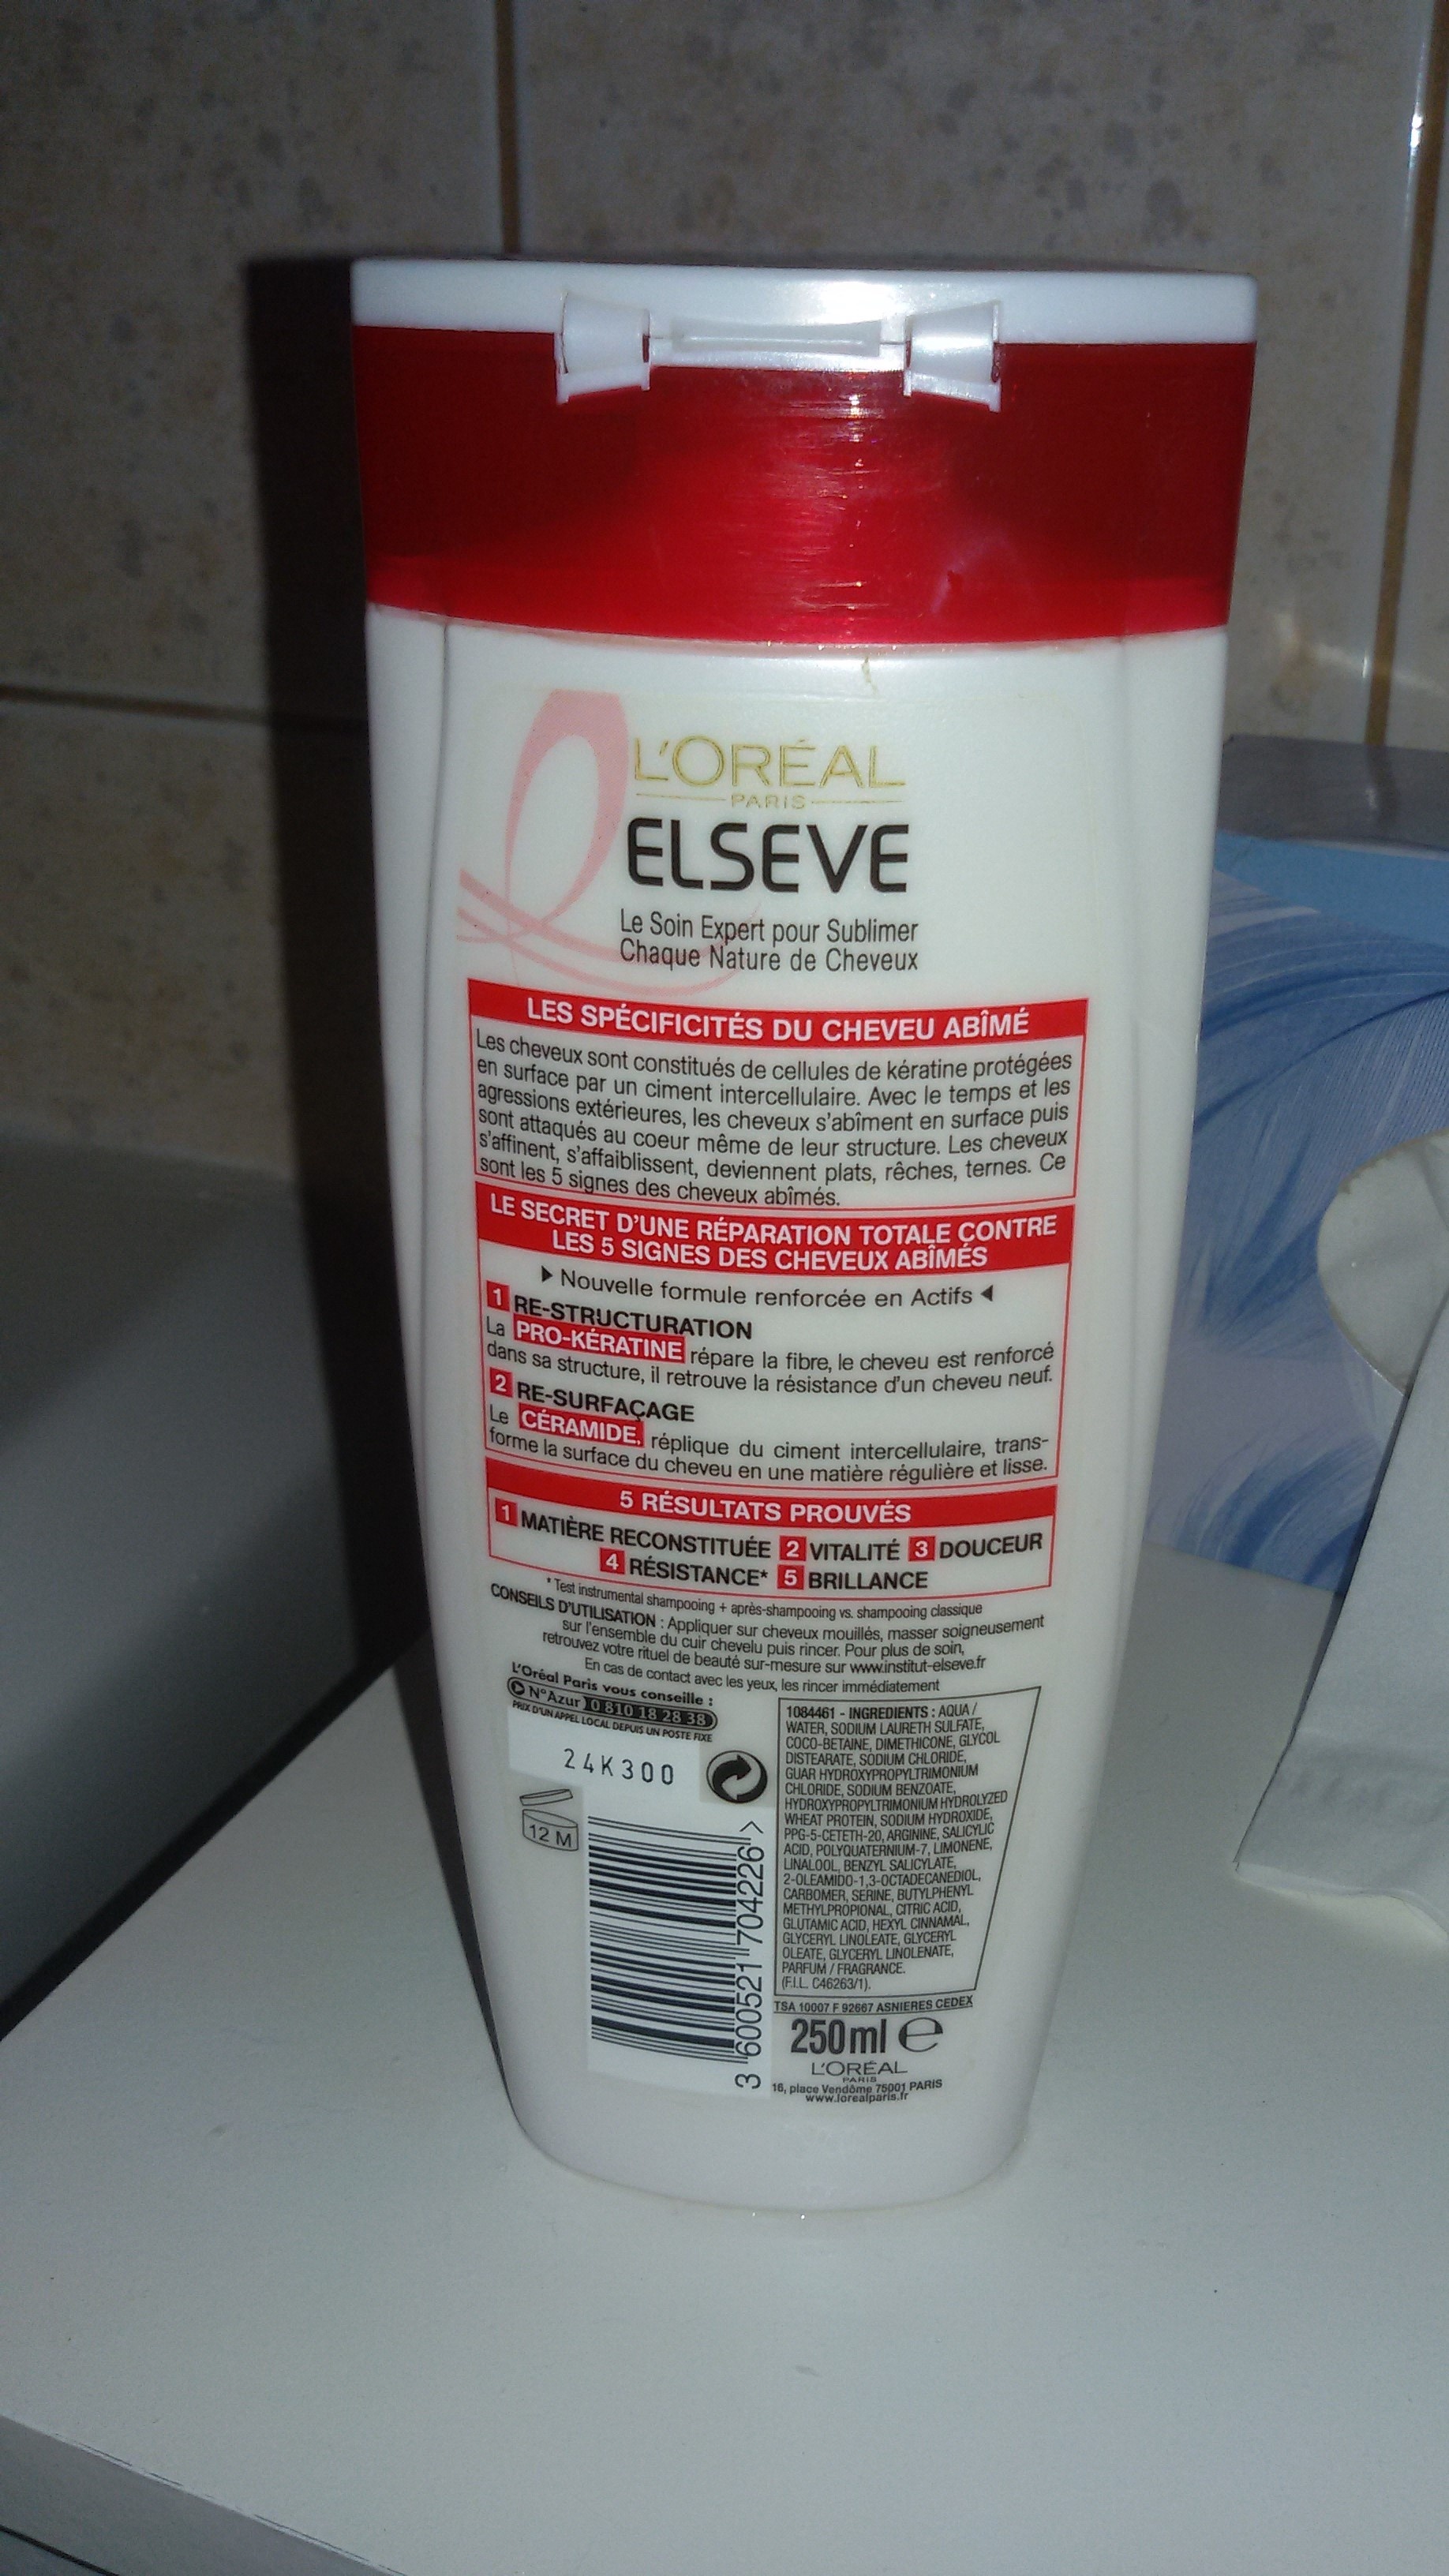 L'ORÉAL
PARIS
ELSEVE
Le Soin Expert pour Sublimer
Chaque Nature de Cheveux
LES SPÉCIFICITÉS DU CHEVEU ABÎMÉ
Les cheveux sont constitués de cellules de kératine protégées
en surface par un ciment intercellulaire. Avec le temps et les
agressions extérieures, les cheveux s'abîment en surface puis
sont attaqués au coeur même de leur structure. Les cheveux
s'affinent, s'affaiblissent, deviennent plats, rêches, ternes. Ce
sont les 5 signes des cheveux abîmés.
LE SECRET D'UNE RÉPARATION TOTALE CONTRE
LES 5 SIGNES DES CHEVEUX ABÎMÉS
Nouvelle formule renforcée en Actifs
1 RE-STRUCTURATION
La PRO-KÉRATINE répare la fibre, le cheveu est renforcé
dans sa structure, il retrouve la résistance d'un cheveu neuf.
2 RE-SURFAÇAGE
Le CÉRAMIDE, réplique du ciment intercellulaire, trans-
forme la surface du cheveu en une matière régulière et lisse.
5 RÉSULTATS PROUVÉS
1 MATIÈRE RECONSTITUÉE 2 VITALITÉ 3 DOUCEUR
4 RÉSISTANCE* 5 BRILLANCE
* Test instrumental shampooing + après-shampooing vs. shampooing classique
CONSEILS D'UTILISATION : Appliquer sur cheveux mouillés, masser soigneusement
sur l'ensemble du cuir chevelu puis rincer. Pour plus de soin,
retrouvez votre rituel de beauté sur-mesure sur www.institut-elseve.fr
En cas de contact avec les yeux, les rincer immédiatement
L'Oréal Paris vous conseille :
N°Azur 0 810 18 28 38
PRIX D'UN APPEL LOCAL DEPUIS UN POSTE FIXE
24K300
12 M
3 600521 704226 >
1084461 - INGREDIENTS : AQUA /
WATER, SODIUM LAURETH SULFATE,
COCO-BETAINE, DIMETHICONE, GLYCOL
DISTEARATE, SODIUM CHLORIDE,
GUAR HYDROXYPROPYLTRIMONIUM
CHLORIDE, SODIUM BENZOATE,
HYDROXYPROPYLTRIMONIUM HYDROLYZED
WHEAT PROTEIN, SODIUM HYDROXIDE,
PPG-5-CETETH-20, ARGININE, SALICYLIC
ACID, POLYQUATERNIUM-7, LIMONENE,
LINALOOL, BENZYL SALICYLATE,
2-OLEAMIDO-1,3-OCTADECANEDIOL,
CARBOMER, SERINE, BUTYLPHENYL
METHYLPROPIONAL, CITRIC ACID,
GLUTAMIC ACID, HEXYL CINNAMAL,
GLYCERYL LINOLEATE, GLYCERYL
OLEATE, GLYCERYL LINOLENATE,
PARFUM / FRAGRANCE.
(F.I.L. C46263/1).
TSA 10007 F 92667 ASNIERES CEDEX
250ml e
L'ORÉAL
PARIS
16, place Vendôme 75001 PARIS
www.lorealparis.fr